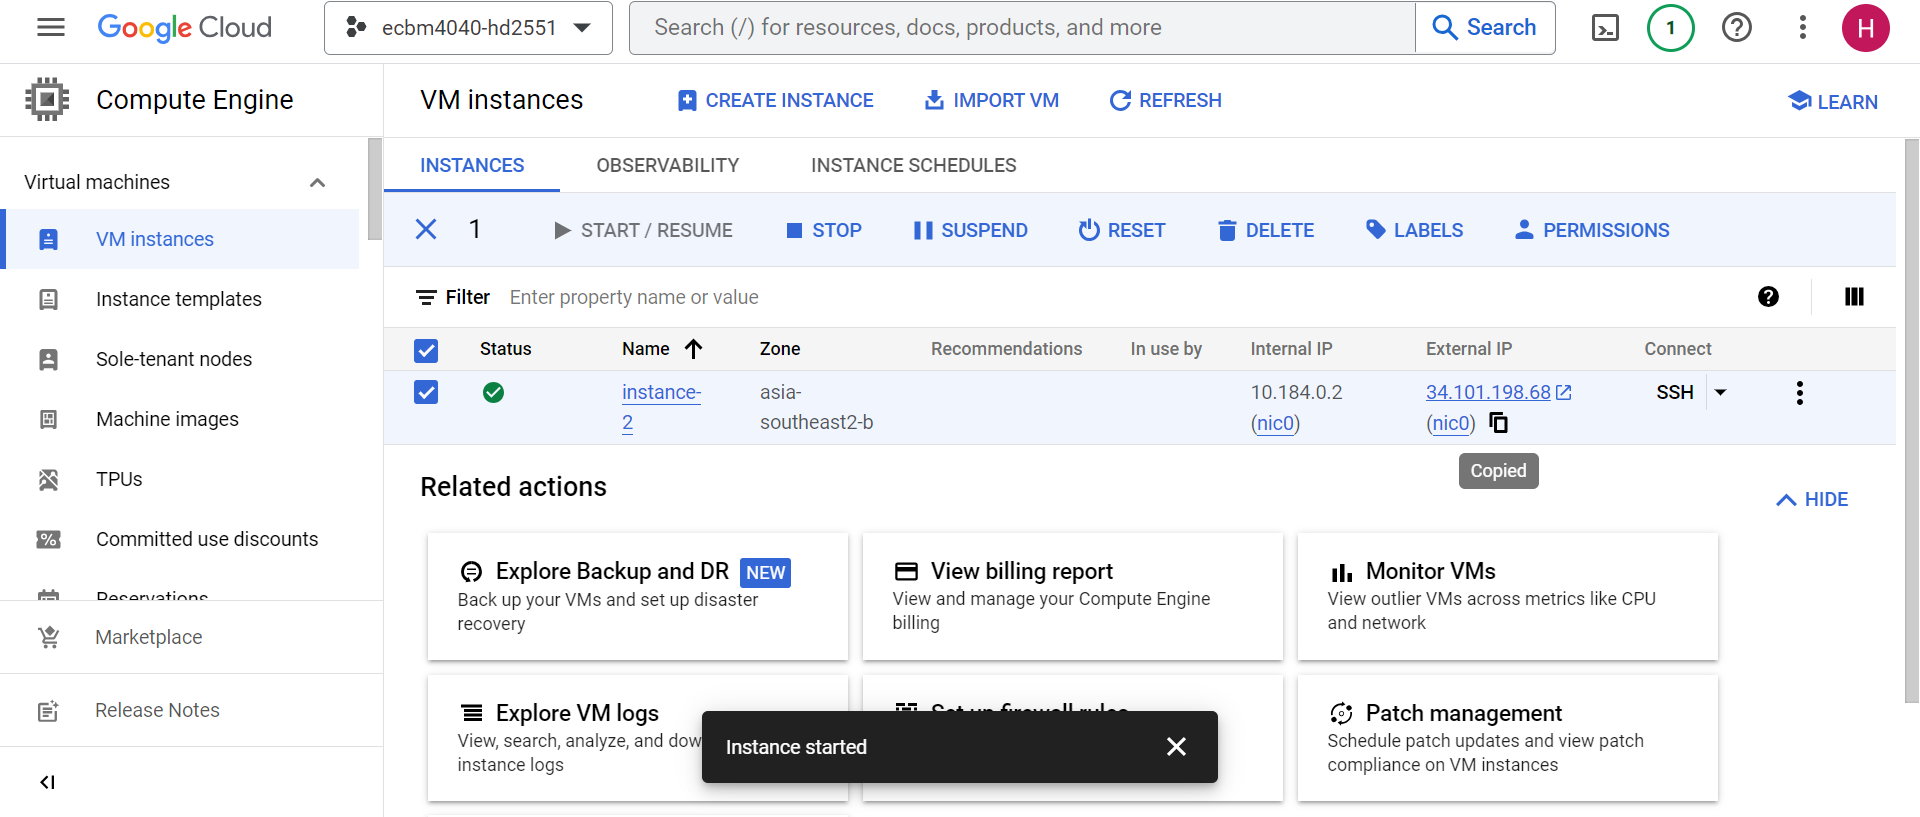 Google Cloud
ecbm4040-hd2551
Search (/) for resources, docs, products, and more
Search
1
H
Compute Engine
VM instances
CREATE INSTANCE
IMPORT VM
REFRESH
LEARN
Virtual machines
VM instances
Instance templates
Sole-tenant nodes
Machine images
TPUs
Committed use discounts
Reservations
Marketplace
Release Notes
INSTANCES
OBSERVABILITY
INSTANCE SCHEDULES
1
START / RESUME
STOP
SUSPEND
RESET
DELETE
LABELS
PERMISSIONS
Filter
Enter property name or value
Status
Name
Zone
Recommendations
In use by
Internal IP
External IP
Connect
instance-
2
asia-
southeast2-b
10.184.0.2
(nic0)
34.101.198.68
(nic0)
SSH
Copied
Related actions
HIDE
Explore Backup and DR NEW
Back up your VMs and set up disaster
recovery
View billing report
View and manage your Compute Engine
billing
Monitor VMs
View outlier VMs across metrics like CPU
and network
Explore VM logs
View, search, analyze, and dow
instance logs
Set up firewall rules
Patch management
Schedule patch updates and view patch
compliance on VM instances
Instance started